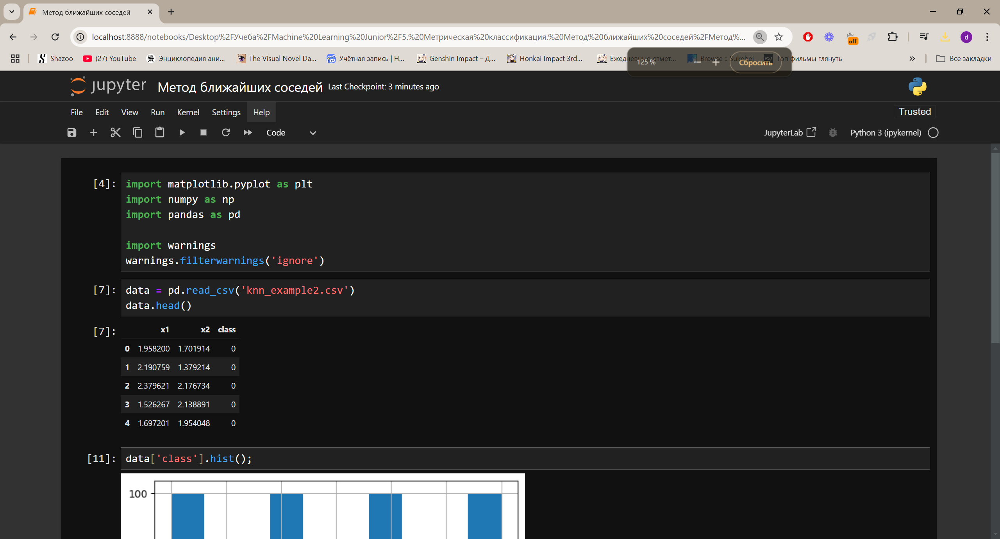 Метод ближайших соседей
localhost:8888/notebooks/Desktop%2FУчеба%2FMachine%20Learning%20Junior%2F5.%20Метрическая%20классификация.%20Метод%20ближайших%20соседей%2FМетод%...
off
d
Shazoo
(27) YouTube
Энциклопедия ани...
The Visual Novel Da...
Учётная запись | H...
Genshin Impact – Д...
Honkai Impact 3rd...
Ежедневные отмет...
Browse :: Sukebei
Топ фильмы глянуть
Все закладки
125 %
Сбросить
jupyter Метод ближайших соседей Last Checkpoint: 3 minutes ago
File Edit View Run Kernel Settings Help
Trusted
Code
JupyterLab
Python 3 (ipykernel)
[4]:
import matplotlib.pyplot as plt
import numpy as np
import pandas as pd
import warnings
warnings.filterwarnings('ignore')
[7]:
data = pd.read_csv('knn_example2.csv')
data.head()
[7]:
x1 x2 class
0 1.958200 1.701914 0
1 2.190759 1.379214 0
2 2.379621 2.176734 0
3 1.526267 2.138891 0
4 1.697201 1.954048 0
[11]:
data['class'].hist();
100